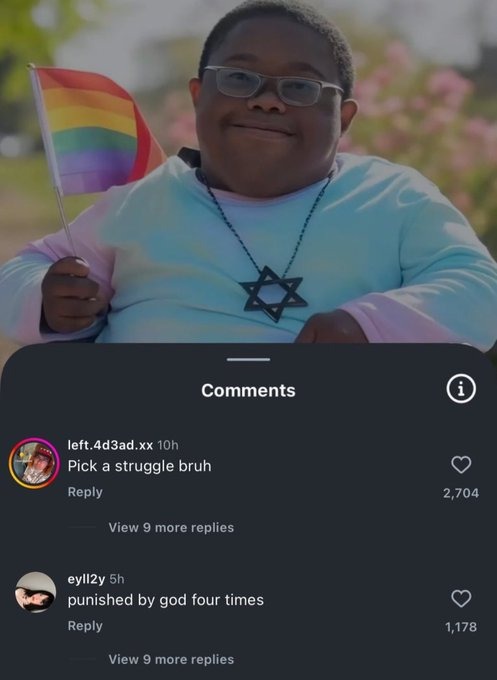 Comments
left.4d3ad.xx 10h
Pick a struggle bruh
Reply
2,704
View 9 more replies
eyll2y 5h
punished by god four times
Reply
1,178
View 9 more replies